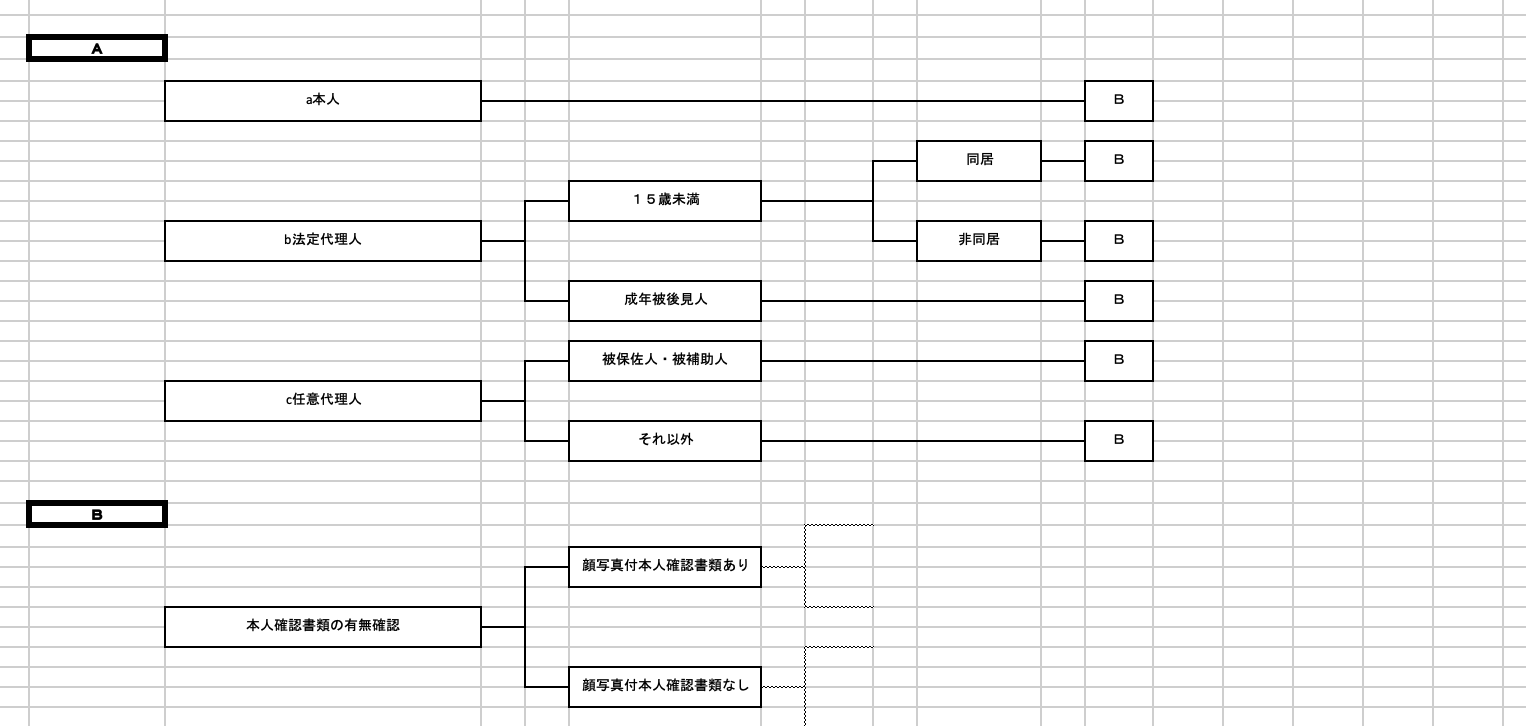 A
a本人
B
同居
B
１５歳未満
b法定代理人
非同居
B
成年被後見人
B
被保佐人・被補助人
B
c任意代理人
それ以外
B
B
顔写真付本人確認書類あり
本人確認書類の有無確認
顔写真付本人確認書類なし